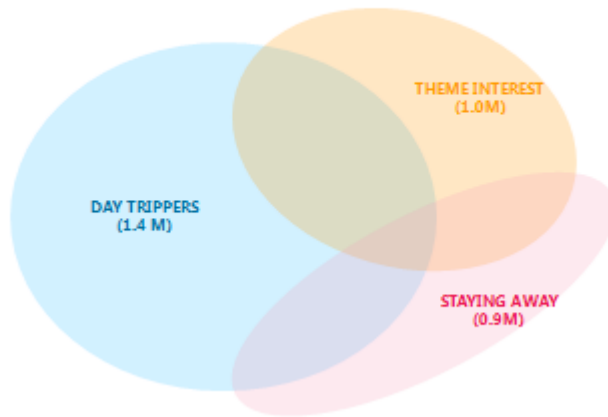 THEME INTEREST
(1.0M)
DAY TRIPPERS
(1.4 M)
STAYING AWAY
(0.9M)